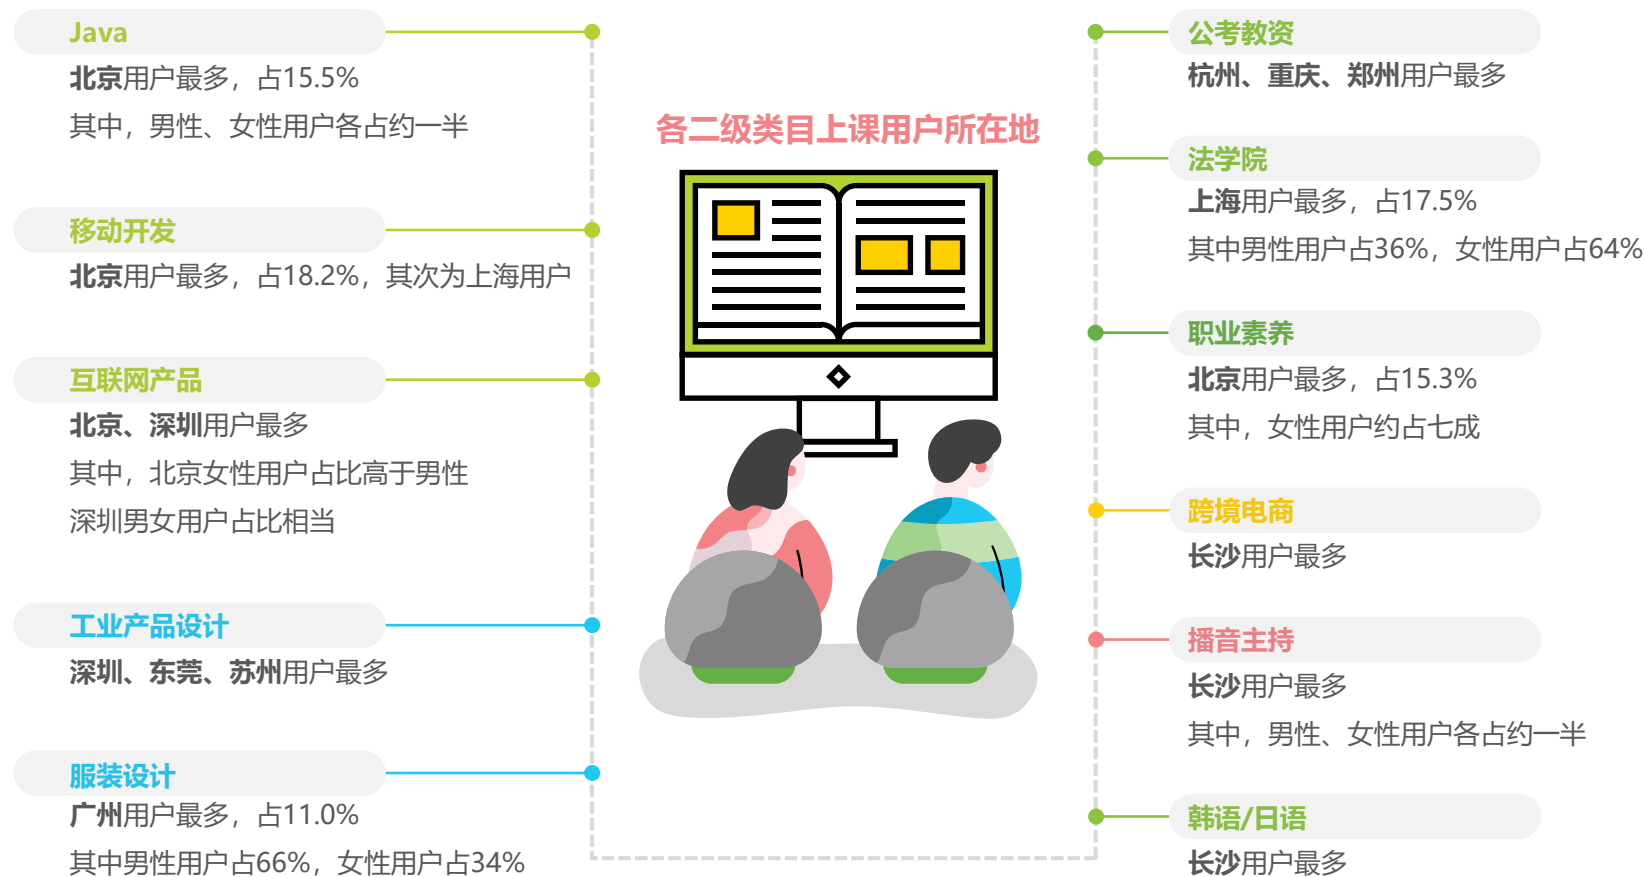 各二级类目上课用户所在地
Java
北京用户最多，占15.5%
其中，男性、女性用户各占约一半
移动开发
北京用户最多，占18.2%，其次为上海用户
互联网产品
北京、深圳用户最多
其中，北京女性用户占比高于男性
深圳男女用户占比相当
工业产品设计
深圳、东莞、苏州用户最多
服装设计
广州用户最多，占11.0%
其中男性用户占66%，女性用户占34%
公考教资
杭州、重庆、郑州用户最多
法学院
上海用户最多，占17.5%
其中男性用户占36%，女性用户占64%
职业素养
北京用户最多，占15.3%
其中，女性用户约占七成
跨境电商
长沙用户最多
播音主持
长沙用户最多
其中，男性、女性用户各占约一半
韩语/日语
长沙用户最多